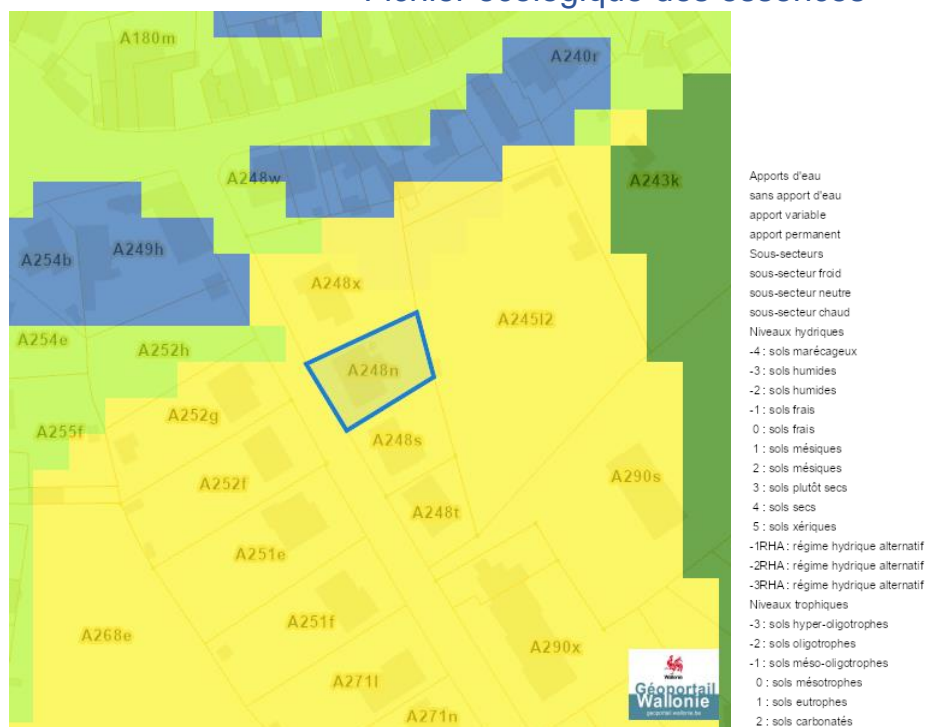 Fichier écologique des essences
A180m
A240r
A248w
A243k
A254b
A249h
A248x
A245l2
A254e
A252h
A248n
A252g
A255f
A248s
A252f
A290s
A248t
A251e
A251f
A268e
A290x
A271l
A271n
Wallonie
Géoportail
Wallonie
geoportail.wallonie.be
Apports d'eau
sans apport d'eau
apport variable
apport permanent
Sous-secteurs
sous-secteur froid
sous-secteur neutre
sous-secteur chaud
Niveaux hydriques
-4 : sols marécageux
-3 : sols humides
-2 : sols humides
-1 : sols frais
0 : sols frais
1 : sols mésiques
2 : sols mésiques
3 : sols plutôt secs
4 : sols secs
5 : sols xériques
-1RHA : régime hydrique alternatif
-2RHA : régime hydrique alternatif
-3RHA : régime hydrique alternatif
Niveaux trophiques
-3 : sols hyper-oligotrophes
-2 : sols oligotrophes
-1 : sols méso-oligotrophes
0 : sols mésotrophes
1 : sols eutrophes
2 : sols carbonatés